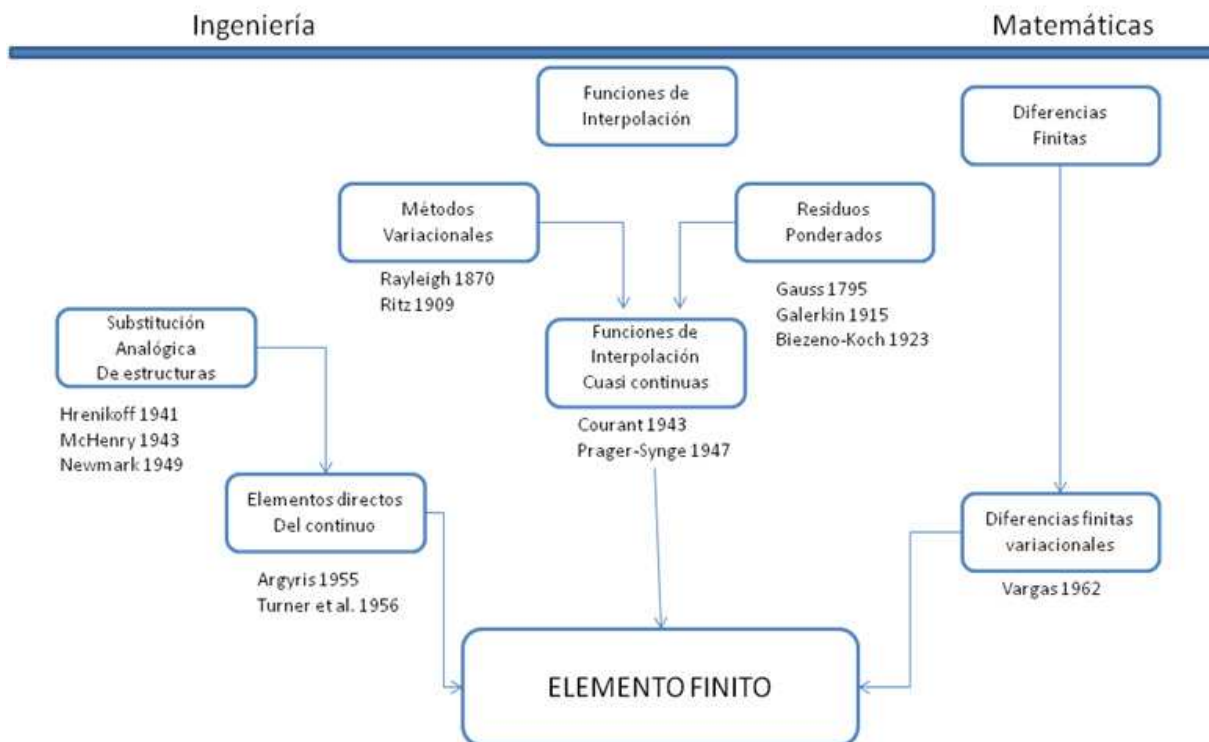 Ingeniería
Matemáticas
Funciones de
Interpolación
Diferencias
Finitas
Métodos
Variacionales
Residuos
Ponderados
Rayleigh 1870
Ritz 1909
Gauss 1795
Galerkin 1915
Biezeno-Koch 1923
Substitución
Analógica
De estructuras
Funciones de
Interpolación
Cuasi continuas
Hrenikoff 1941
McHenry 1943
Newmark 1949
Courant 1943
Prager-Synge 1947
Elementos directos
Del continuo
Diferencias finitas
variacionales
Argyris 1955
Turner et al. 1956
Vargas 1962
ELEMENTO FINITO